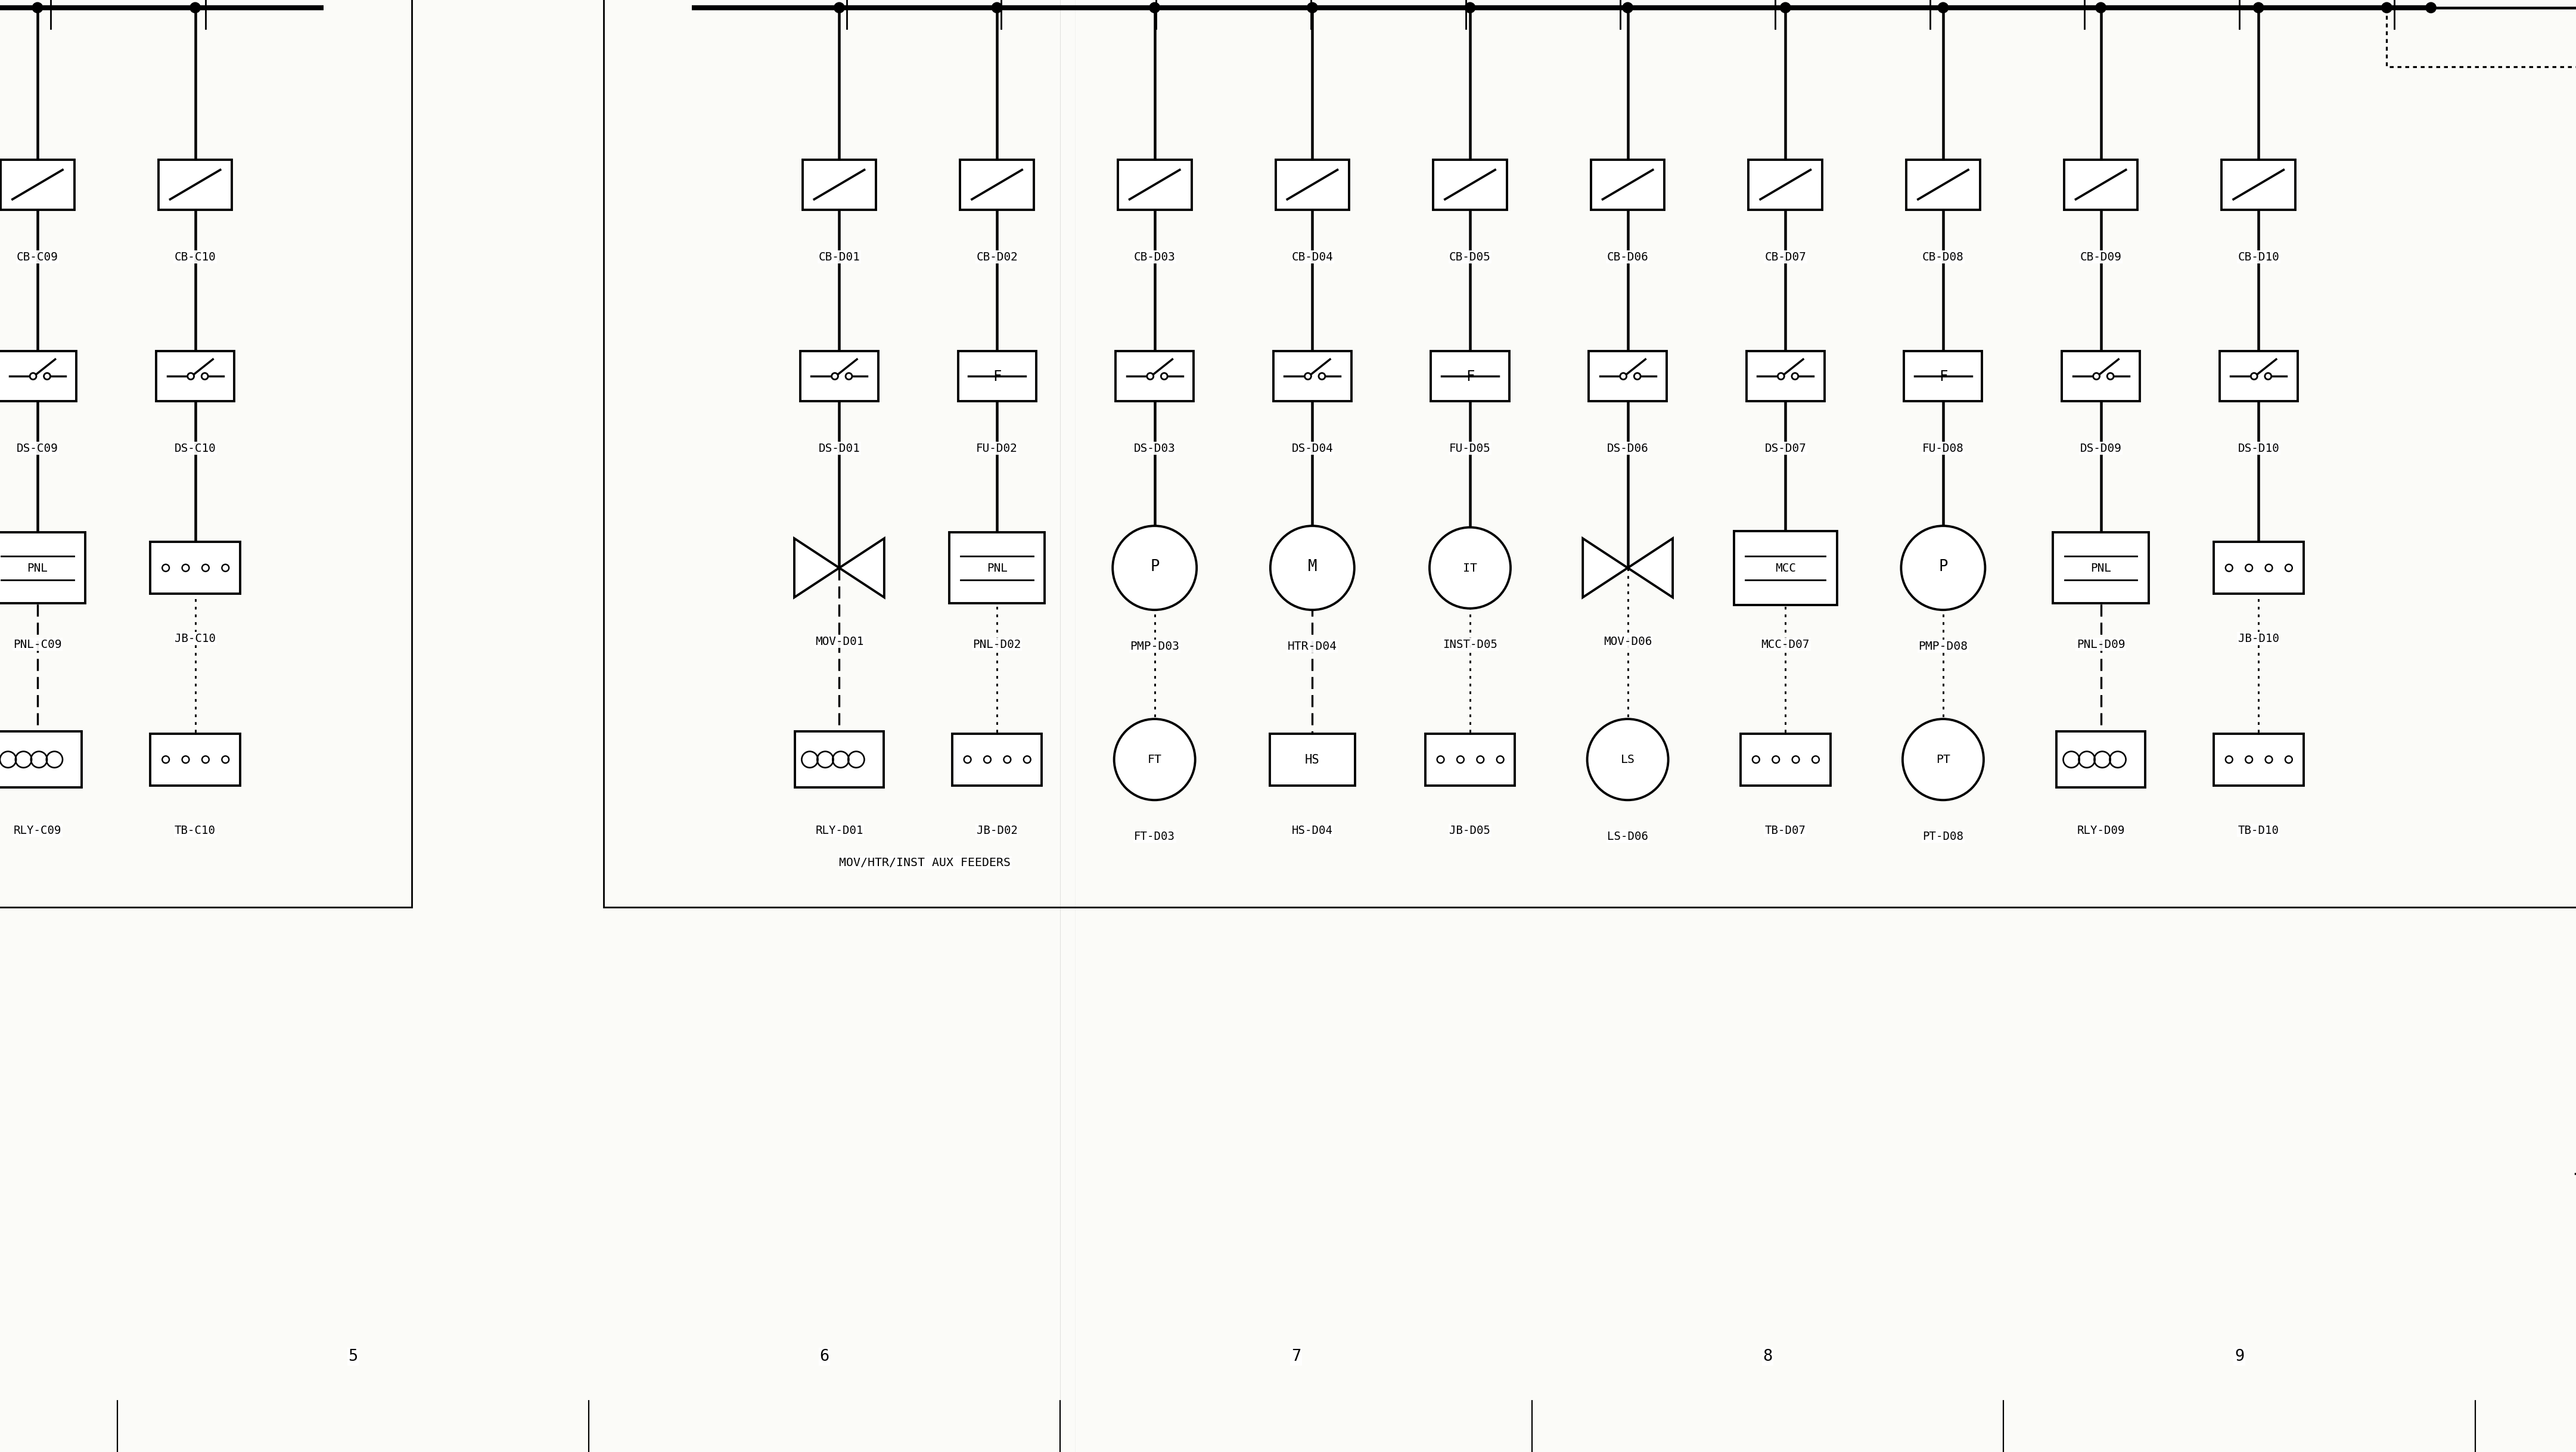 CB-C09 CB-C10 CB-D01 CB-D02 CB-D03 CB-D04 CB-D05 CB-D06 CB-D07 CB-D08 CB-D09 CB-D10
F F F
DS-C09 DS-C10 DS-D01 FU-D02 DS-D03 DS-D04 FU-D05 DS-D06 DS-D07 FU-D08 DS-D09 DS-D10
PNL PNL P M IT MCC P PNL
PNL-C09 JB-C10 MOV-D01 PNL-D02 PMP-D03 HTR-D04 INST-D05 MOV-D06 MCC-D07 PMP-D08 PNL-D09 JB-D10
FT HS LS PT
RLY-C09 TB-C10 RLY-D01 JB-D02 FT-D03 HS-D04 JB-D05 LS-D06 TB-D07 PT-D08 RLY-D09 TB-D10
MOV/HTR/INST AUX FEEDERS
5 6 7 8 9